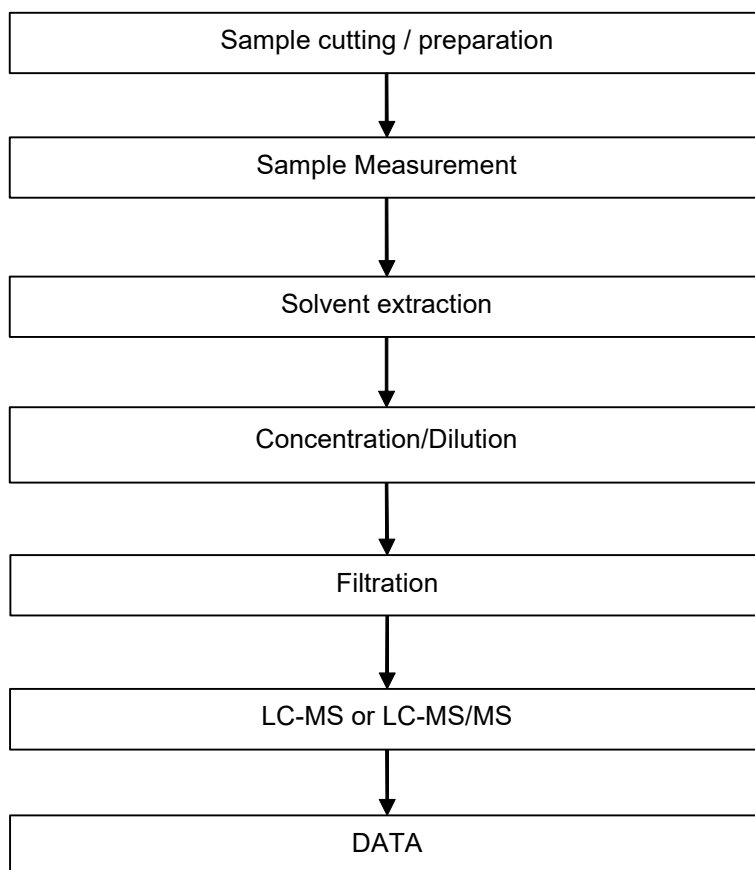 Sample cutting / preparation
Sample Measurement
Solvent extraction
Concentration/Dilution
Filtration
LC-MS or LC-MS/MS
DATA